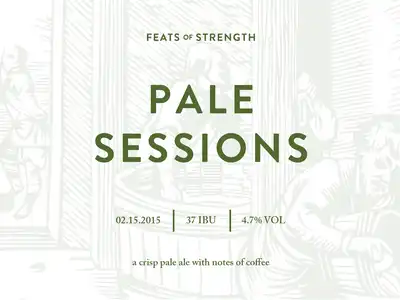 FEATS OF STRENGTH
PALE
SESSIONS
02.15.2015 | 37 IBU | 4.7% VOL
a crisp pale ale with notes of coffee